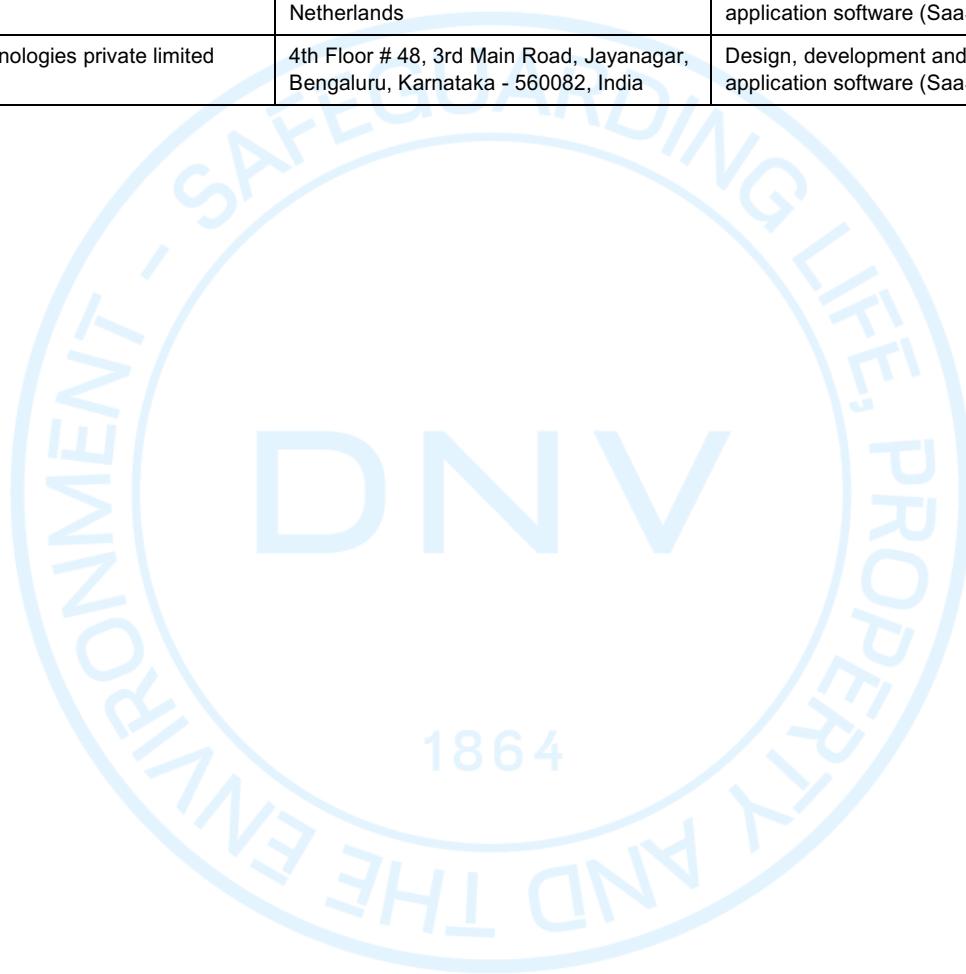 Netherlands
application software (Saa
nologies private limited
4th Floor # 48, 3rd Main Road, Jayanagar,
Bengaluru, Karnataka - 560082, India
Design, development and
application software (Saa
SAFEGUARDING LIFE, PROPERTY AND THE ENVIRONMENT -
DNV
1864